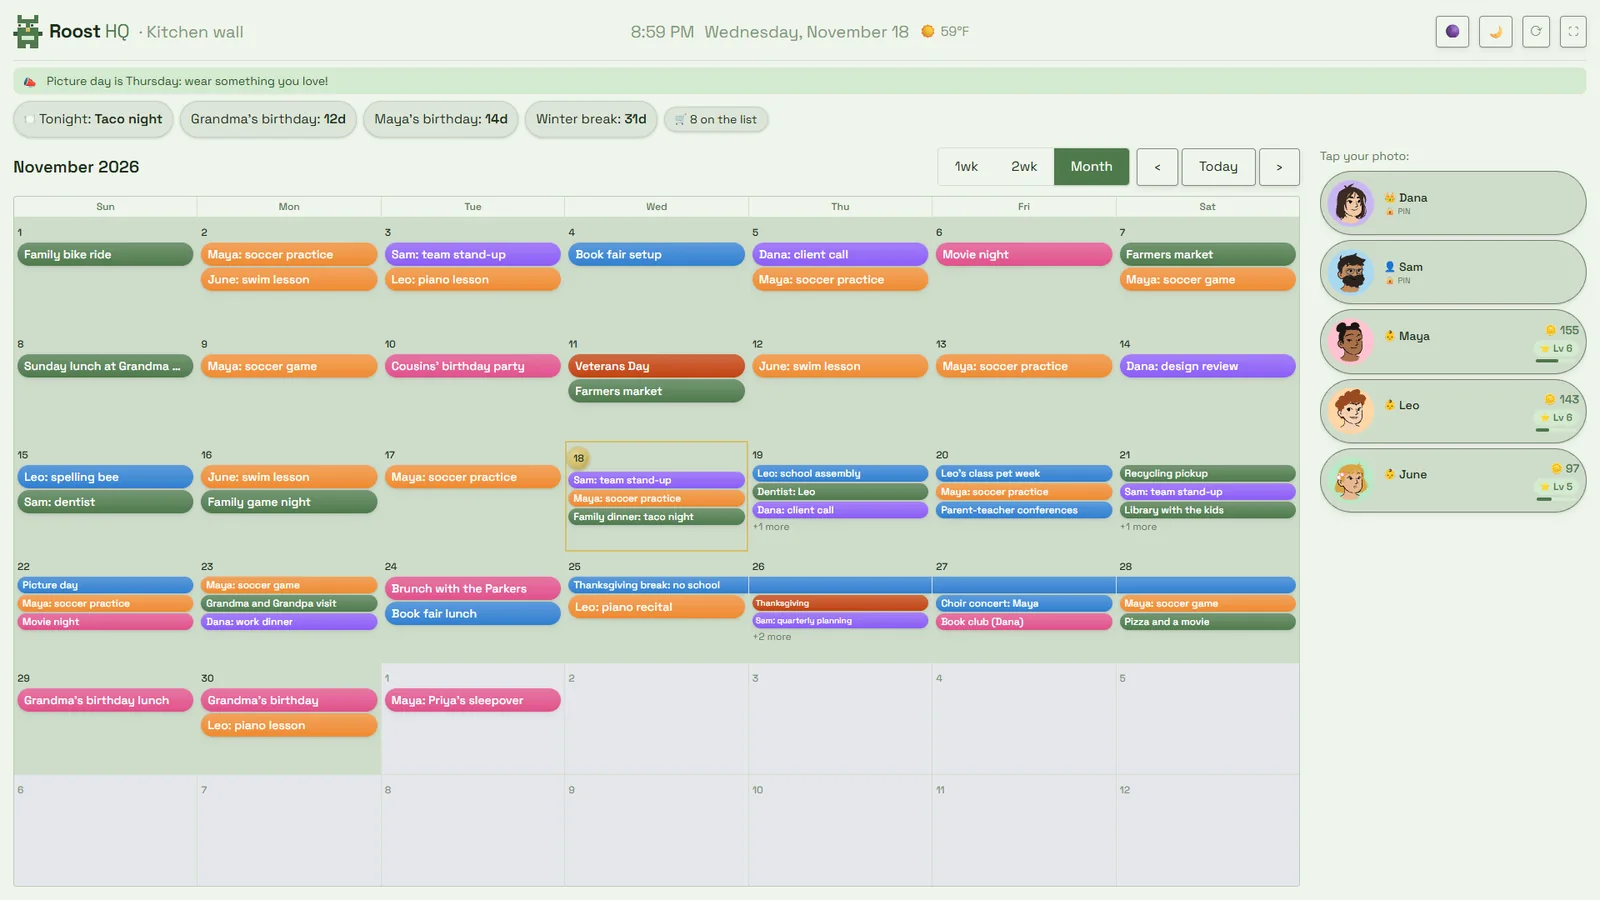 Roost HQ · Kitchen wall
8:59 PM Wednesday, November 18 59°F
Picture day is Thursday: wear something you love!
Tonight: Taco night
Grandma's birthday: 12d
Maya's birthday: 14d
Winter break: 31d
8 on the list
November 2026
1wk 2wk Month < Today >
Tap your photo:
Sun Mon Tue Wed Thu Fri Sat
1
Family bike ride
2
Maya: soccer practice
June: swim lesson
3
Sam: team stand-up
Leo: piano lesson
4
Book fair setup
5
Dana: client call
Maya: soccer practice
6
Movie night
7
Farmers market
Maya: soccer game
8
Sunday lunch at Grandma ...
9
Maya: soccer game
10
Cousins' birthday party
11
Veterans Day
Farmers market
12
June: swim lesson
13
Maya: soccer practice
14
Dana: design review
15
Leo: spelling bee
Sam: dentist
16
June: swim lesson
Family game night
17
Maya: soccer practice
18
Sam: team stand-up
Maya: soccer practice
Family dinner: taco night
19
Leo: school assembly
Dentist: Leo
Dana: client call
+1 more
20
Leo's class pet week
Maya: soccer practice
Parent-teacher conferences
21
Recycling pickup
Sam: team stand-up
Library with the kids
+1 more
22
Picture day
Maya: soccer practice
Movie night
23
Maya: soccer game
Grandma and Grandpa visit
Dana: work dinner
24
Brunch with the Parkers
Book fair lunch
25
Thanksgiving break: no school
Leo: piano recital
26
Thanksgiving
Sam: quarterly planning
+2 more
27
Choir concert: Maya
Book club (Dana)
28
Maya: soccer game
Pizza and a movie
29
Grandma's birthday lunch
30
Grandma's birthday
Leo: piano lesson
1
Maya: Priya's sleepover
2
3
4
5
6
7
8
9
10
11
12
Dana
PIN
Sam
PIN
Maya
155
Lv 6
Leo
143
Lv 6
June
97
Lv 5